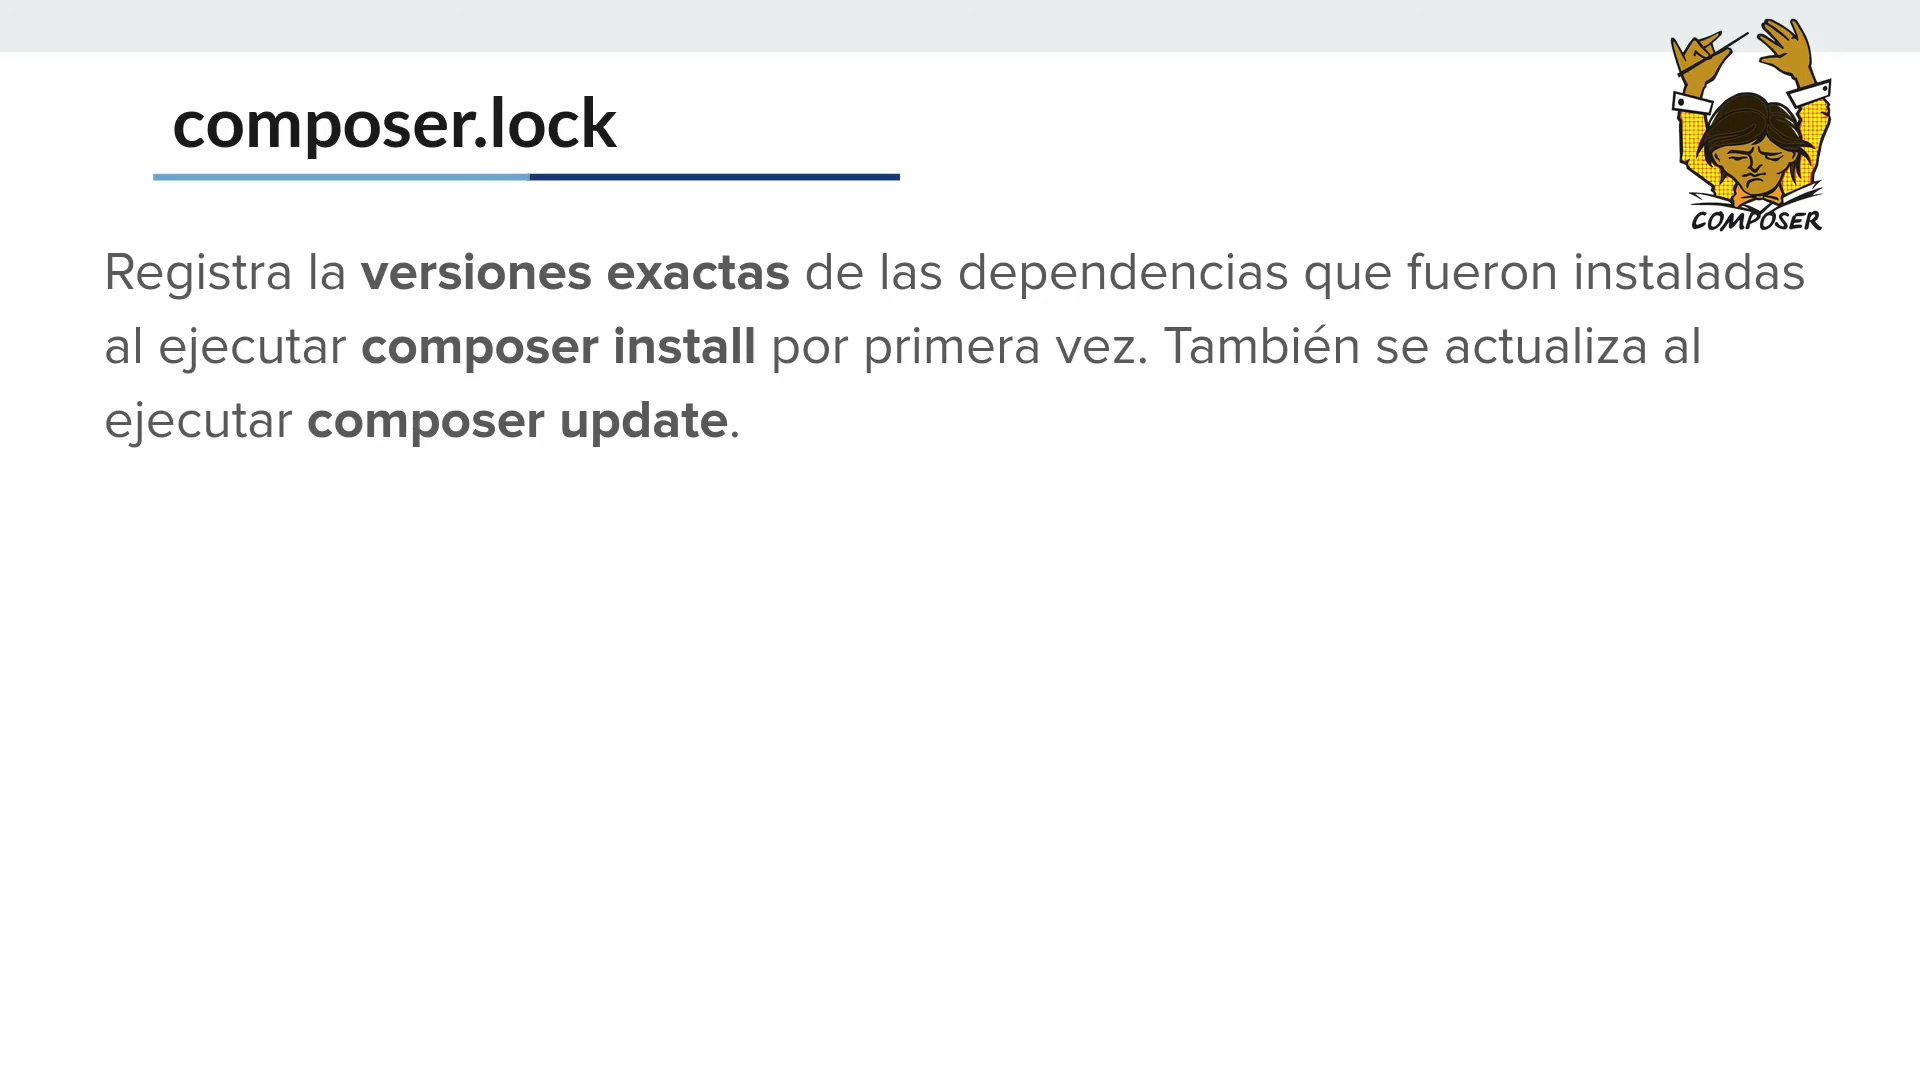 composer.lock
COMPOSER
Registra la versiones exactas de las dependencias que fueron instaladas
al ejecutar composer install por primera vez. También se actualiza al
ejecutar composer update.